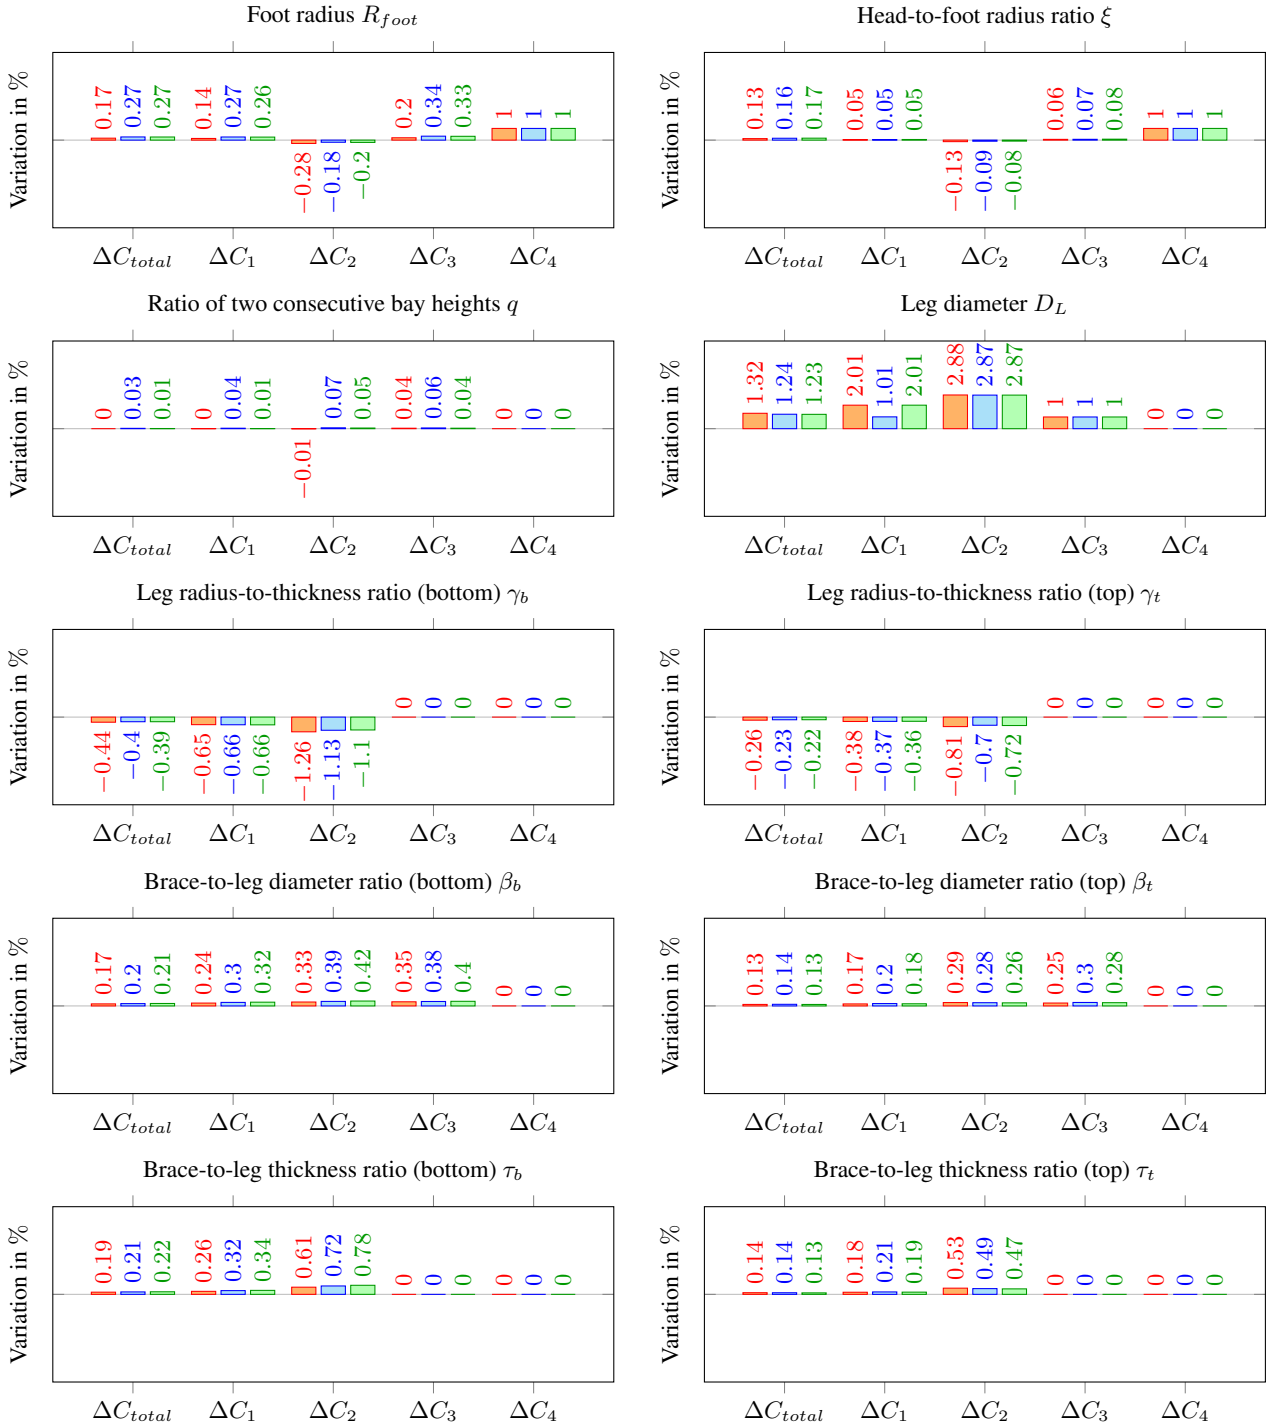 Foot radius R_foot
Variation in %
0.17 0.27 0.27 0.14 0.27 0.26 −0.28 −0.18 −0.2 0.2 0.34 0.33 1 1 1
ΔC_total ΔC_1 ΔC_2 ΔC_3 ΔC_4
Head-to-foot radius ratio ξ
Variation in %
0.13 0.16 0.17 0.05 0.05 0.05 −0.13 −0.09 −0.08 0.06 0.07 0.08 1 1 1
ΔC_total ΔC_1 ΔC_2 ΔC_3 ΔC_4
Ratio of two consecutive bay heights q
Variation in %
0 0.03 0.01 0 0.04 0.01 −0.01 0.07 0.05 0.04 0.06 0.04 0 0 0
ΔC_total ΔC_1 ΔC_2 ΔC_3 ΔC_4
Leg diameter D_L
Variation in %
1.32 1.24 1.23 2.01 1.01 2.01 2.88 2.87 2.87 1 1 1 0 0 0
ΔC_total ΔC_1 ΔC_2 ΔC_3 ΔC_4
Leg radius-to-thickness ratio (bottom) γ_b
Variation in %
−0.44 −0.4 −0.39 −0.65 −0.66 −0.66 −1.26 −1.13 −1.1 0 0 0 0 0 0
ΔC_total ΔC_1 ΔC_2 ΔC_3 ΔC_4
Leg radius-to-thickness ratio (top) γ_t
Variation in %
−0.26 −0.23 −0.22 −0.38 −0.37 −0.36 −0.81 −0.7 −0.72 0 0 0 0 0 0
ΔC_total ΔC_1 ΔC_2 ΔC_3 ΔC_4
Brace-to-leg diameter ratio (bottom) β_b
Variation in %
0.17 0.2 0.21 0.24 0.3 0.32 0.33 0.39 0.42 0.35 0.38 0.4 0 0 0
ΔC_total ΔC_1 ΔC_2 ΔC_3 ΔC_4
Brace-to-leg diameter ratio (top) β_t
Variation in %
0.13 0.14 0.13 0.17 0.2 0.18 0.29 0.28 0.26 0.25 0.3 0.28 0 0 0
ΔC_total ΔC_1 ΔC_2 ΔC_3 ΔC_4
Brace-to-leg thickness ratio (bottom) τ_b
Variation in %
0.19 0.21 0.22 0.26 0.32 0.34 0.61 0.72 0.78 0 0 0 0 0 0
ΔC_total ΔC_1 ΔC_2 ΔC_3 ΔC_4
Brace-to-leg thickness ratio (top) τ_t
Variation in %
0.14 0.14 0.13 0.18 0.21 0.19 0.53 0.49 0.47 0 0 0 0 0 0
ΔC_total ΔC_1 ΔC_2 ΔC_3 ΔC_4